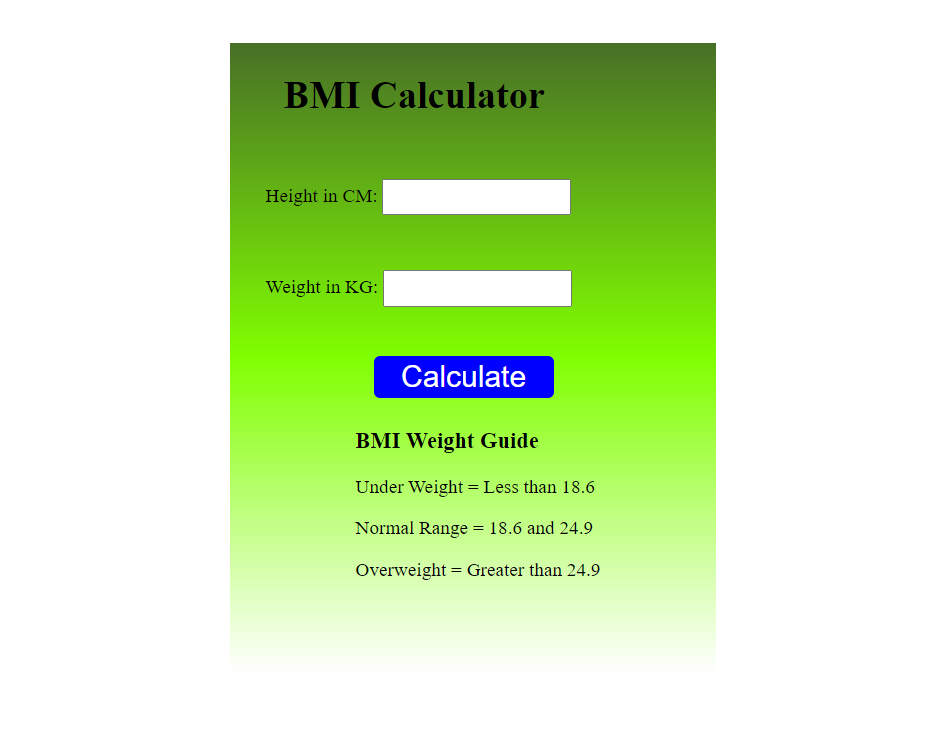 BMI Calculator
Height in CM:
Weight in KG:
Calculate
BMI Weight Guide
Under Weight = Less than 18.6
Normal Range = 18.6 and 24.9
Overweight = Greater than 24.9